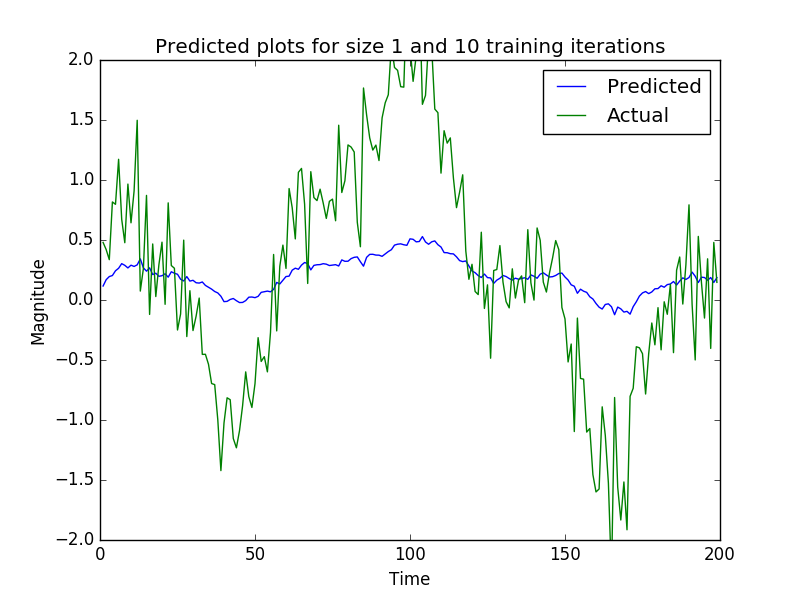 Predicted plots for size 1 and 10 training iterations
Predicted
Actual
Magnitude
2.0
1.5
1.0
0.5
0.0
−0.5
−1.0
−1.5
−2.0
0 50 100 150 200
Time